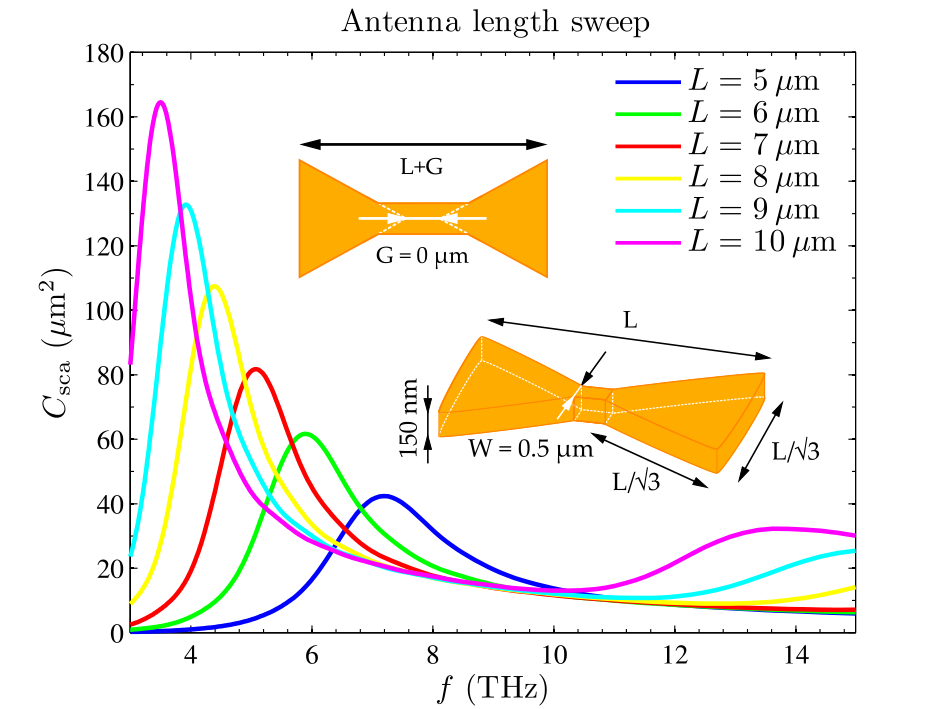 Antenna length sweep
180
160
140
120
100
80
60
40
20
0
4
6
8
10
12
14
C_sca (μm²)
f (THz)
L = 5 μm
L = 6 μm
L = 7 μm
L = 8 μm
L = 9 μm
L = 10 μm
L+G
G = 0 μm
L
150 nm
W = 0.5 μm
L/√3
L/√3